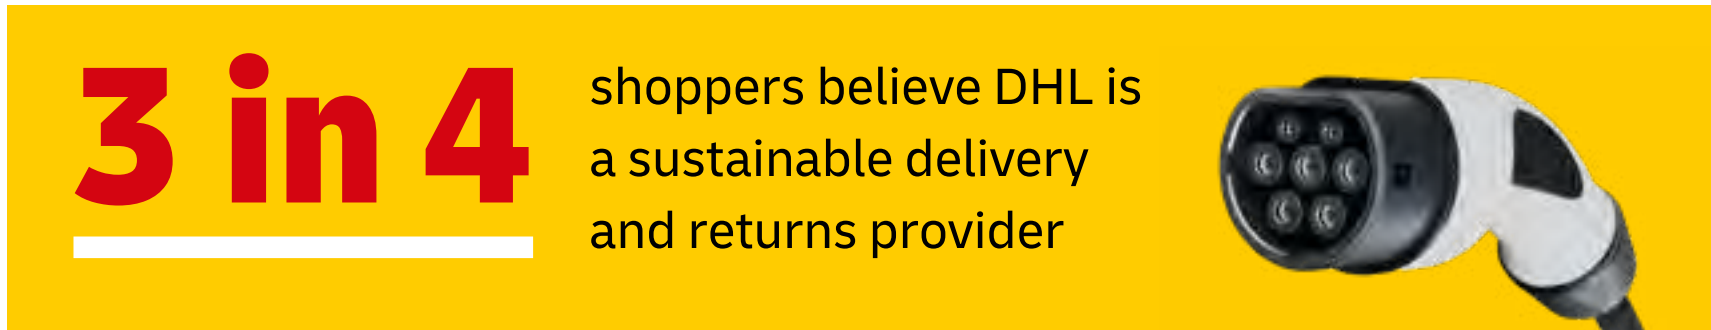 3 in 4
shoppers believe DHL is
a sustainable delivery
and returns provider